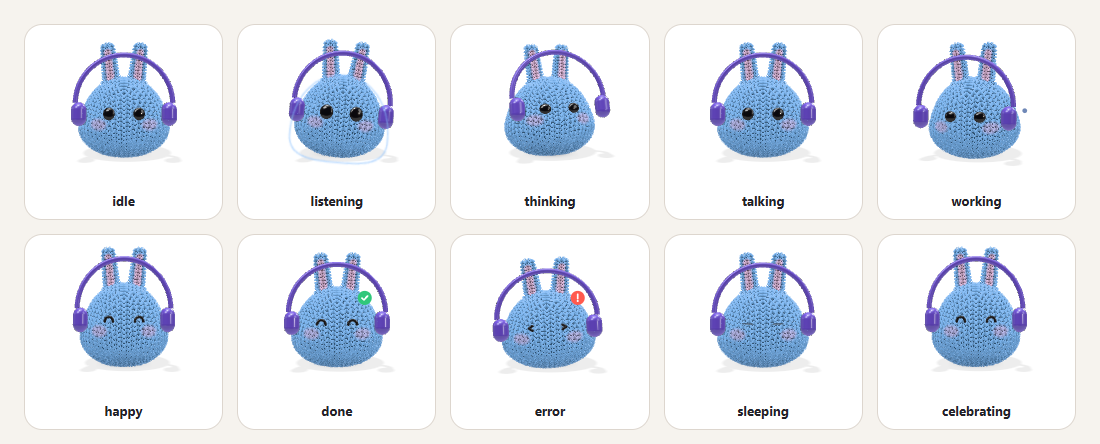 idle
listening
thinking
talking
working
happy
done
error
sleeping
celebrating